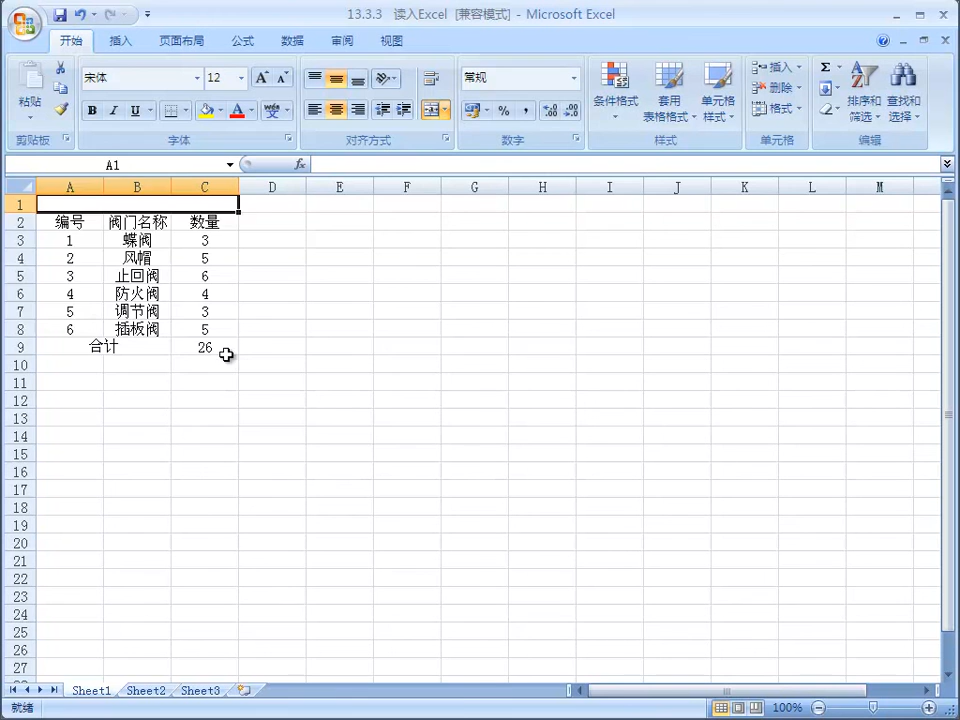 13.3.3 读入Excel [兼容模式] - Microsoft Excel
开始 插入 页面布局 公式 数据 审阅 视图
宋体 12 常规
粘贴 条件格式 套用表格格式 单元格样式 插入 删除 格式 排序和筛选 查找和选择
B I U A wén % ,
剪贴板 字体 对齐方式 数字 样式 单元格 编辑
A1 fx
A B C D E F G H I J K L M
1
2 编号 阀门名称 数量
3 1 蝶阀 3
4 2 风帽 5
5 3 止回阀 6
6 4 防火阀 4
7 5 调节阀 3
8 6 插板阀 5
9 合计 26
10
11
12
13
14
15
16
17
18
19
20
21
22
23
24
25
26
27
Sheet1 Sheet2 Sheet3
就绪 100%